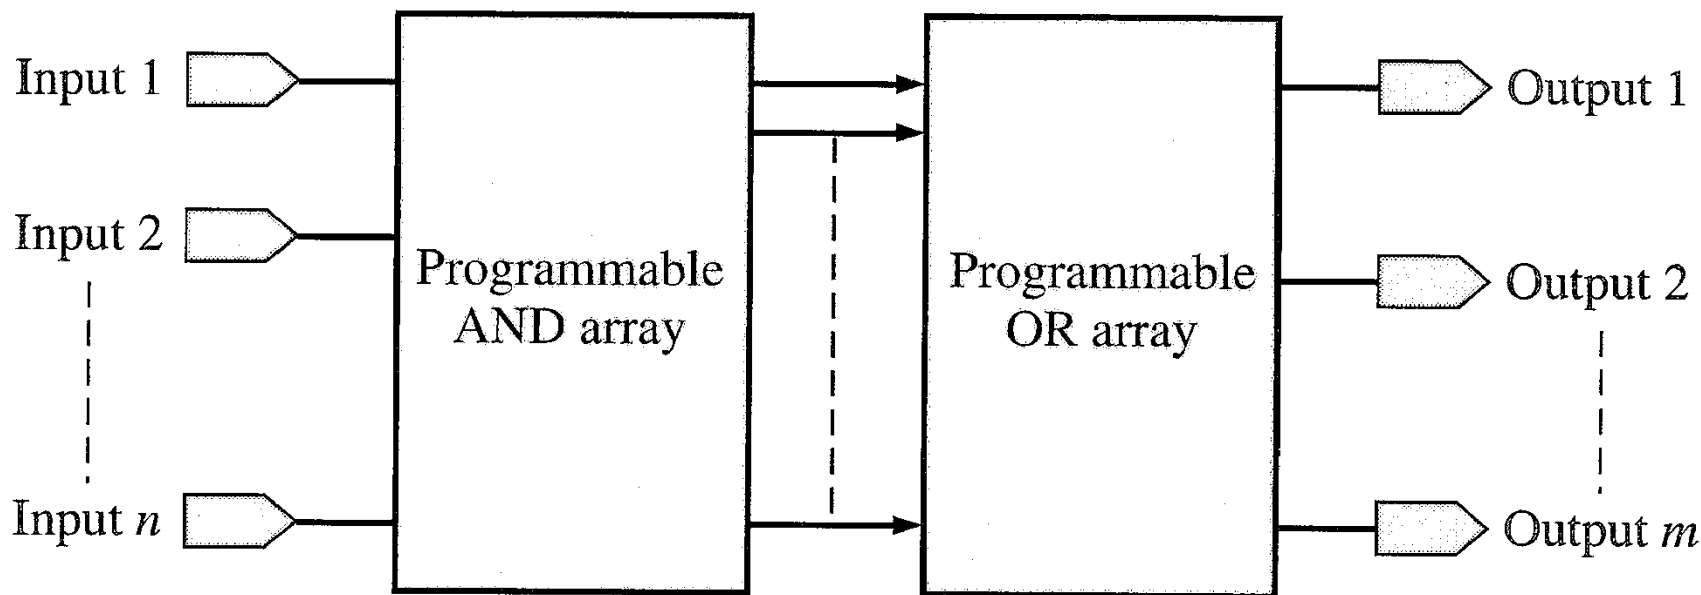 Input 1
Input 2
Input n
Programmable
AND array
Programmable
OR array
Output 1
Output 2
Output m